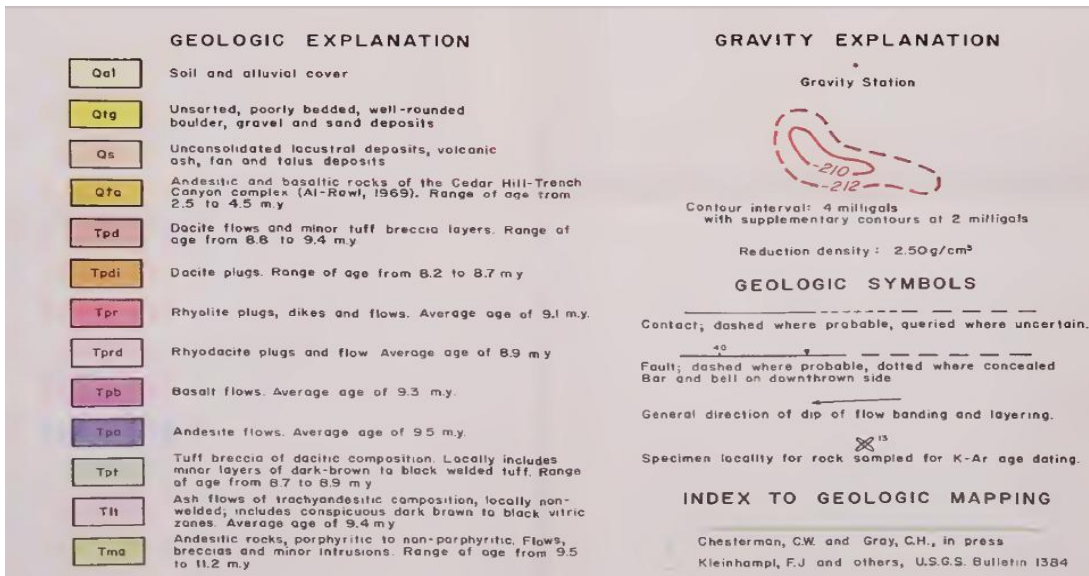 GEOLOGIC EXPLANATION
Qal
Soil and alluvial cover
Qtg
Unsorted, poorly bedded, well-rounded
boulder, gravel and sand deposits
Qs
Unconsolidated lacustral deposits, volcanic
ash, fan and talus deposits
QTa
Andesitic and basaltic rocks of the Cedar Hill-Trench
Canyon complex (Al-Rawi, 1969). Range of age from
2.5 to 4.5 m.y
Tpd
Dacite flows and minor tuff breccia layers. Range of
age from 8.8 to 9.4 m.y
Tpdi
Dacite plugs. Range of age from 8.2 to 8.7 m y
Tpr
Rhyolite plugs, dikes and flows. Average age of 9.1 m.y.
Tprd
Rhyodacite plugs and flow Average age of 8.9 m y
Tpb
Basalt flows. Average age of 9.3 m.y.
Tpa
Andesite flows. Average age of 9.5 m.y.
Tpt
Tuff breccia of dacitic composition. Locally includes
minor layers of dark-brown to black welded tuff. Range
of age from 8.7 to 8.9 m y
Tlt
Ash flows of trachyandesitic composition, locally non-
welded; includes conspicuous dark brown to black vitric
zones. Average age of 9.4 m y
Tma
Andesitic rocks, porphyritic to non-porphyritic. Flows,
breccias and minor intrusions. Range of age from 9.5
to 11.2 m.y
GRAVITY EXPLANATION
Gravity Station
-210
-212
Contour interval: 4 milligals
with supplementary contours at 2 milligals
Reduction density : 2.50g/cm³
GEOLOGIC SYMBOLS
Contact; dashed where probable, queried where uncertain.
40
Fault; dashed where probable, dotted where concealed
Bar and bell on downthrown side
General direction of dip of flow banding and layering.
13
Specimen locality for rock sampled for K-Ar age dating.
INDEX TO GEOLOGIC MAPPING
Chesterman, C.W. and Gray, C.H., in press
Kleinhampl, F.J and others, U.S.G.S. Bulletin 1384